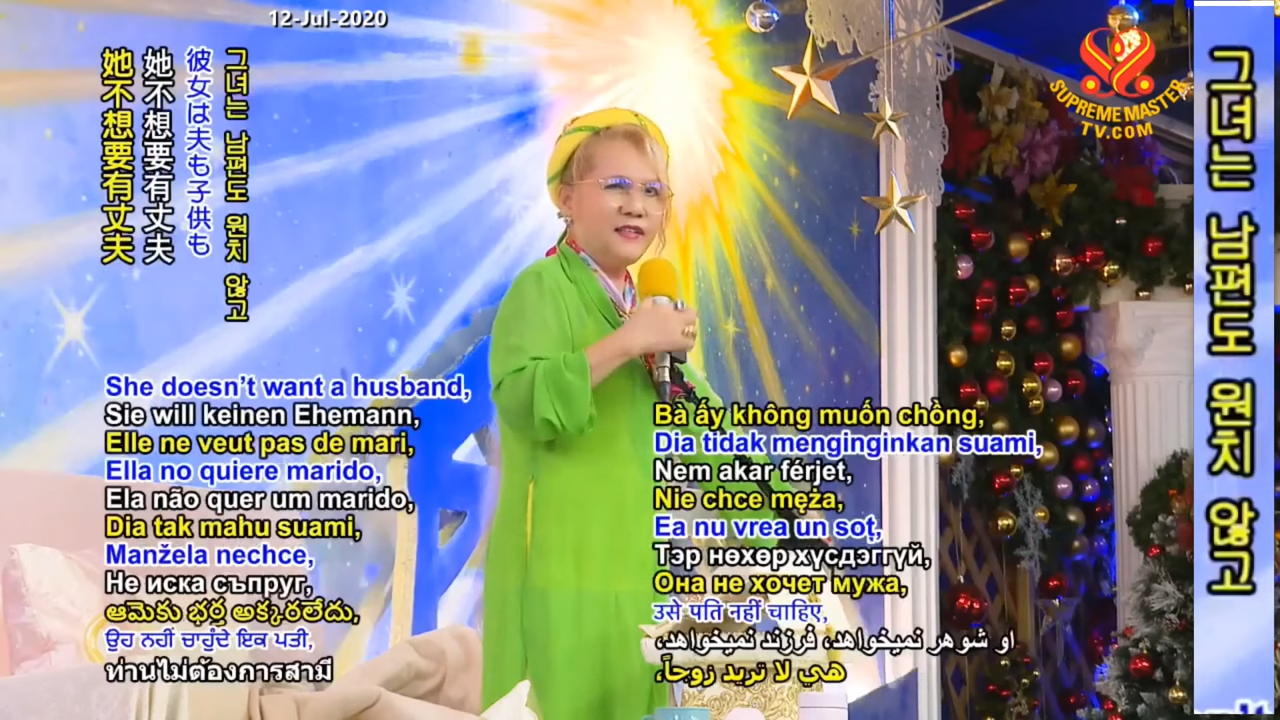 12-Jul-2020
SUPREME MASTER
TV.COM
그녀는 남편도 원치 않고
彼女は夫も子供も
她不想要有丈夫
她不想要有丈夫
She doesn't want a husband,
Sie will keinen Ehemann,
Elle ne veut pas de mari,
Ella no quiere marido,
Ela não quer um marido,
Dia tak mahu suami,
Manžela nechce,
Не иска съпруг,
ఆమెకు భర్త అక్కరలేదు,
ਉਹ ਨਹੀਂ ਚਾਹੁੰਦੇ ਇਕ ਪਤੀ,
ท่านไม่ต้องการสามี
Bà ấy không muốn chồng,
Dia tidak menginginkan suami,
Nem akar férjet,
Nie chce męża,
Ea nu vrea un soț,
Тэр нөхөр хүсдэггүй,
Она не хочет мужа,
उसे पति नहीं चाहिए,
او شوهر نمیخواهد، فرزند نمیخواهد،
هي لا تريد زوجاً،
그녀는 남편도 원치 않고